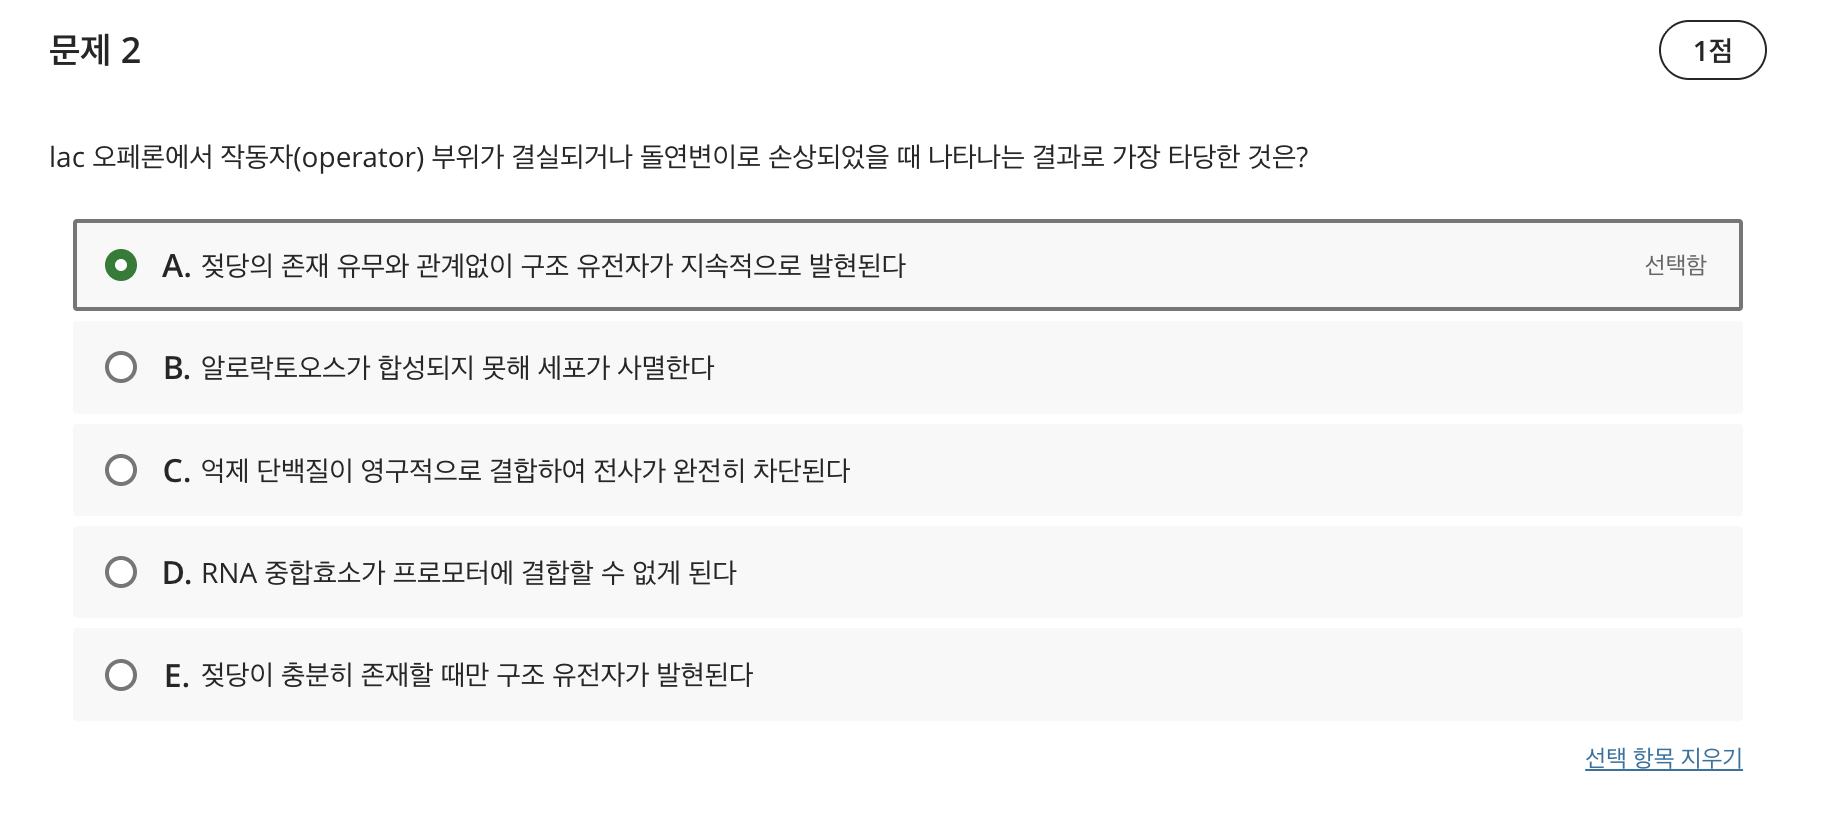 문제 2
1점
lac 오페론에서 작동자(operator) 부위가 결실되거나 돌연변이로 손상되었을 때 나타나는 결과로 가장 타당한 것은?
A. 젖당의 존재 유무와 관계없이 구조 유전자가 지속적으로 발현된다 선택함
B. 알로락토오스가 합성되지 못해 세포가 사멸한다
C. 억제 단백질이 영구적으로 결합하여 전사가 완전히 차단된다
D. RNA 중합효소가 프로모터에 결합할 수 없게 된다
E. 젖당이 충분히 존재할 때만 구조 유전자가 발현된다
선택 항목 지우기